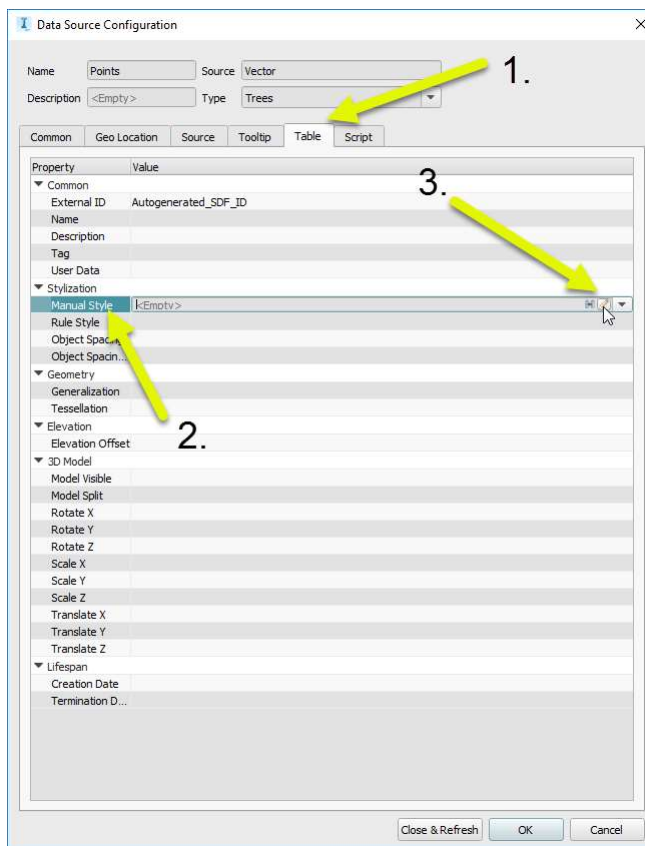 Data Source Configuration
1.
Name Points Source Vector
Description <Empty> Type Trees
Common Geo Location Source Tooltip Table Script
Property Value
3.
Common
External ID Autogenerated_SDF_ID
Name
Description
Tag
User Data
Stylization
Manual Style <Empty>
Rule Style
Object Spacing
Object Spacin...
Geometry
Generalization
Tessellation
Elevation
2.
Elevation Offset
3D Model
Model Visible
Model Split
Rotate X
Rotate Y
Rotate Z
Scale X
Scale Y
Scale Z
Translate X
Translate Y
Translate Z
Lifespan
Creation Date
Termination D...
Close & Refresh OK Cancel